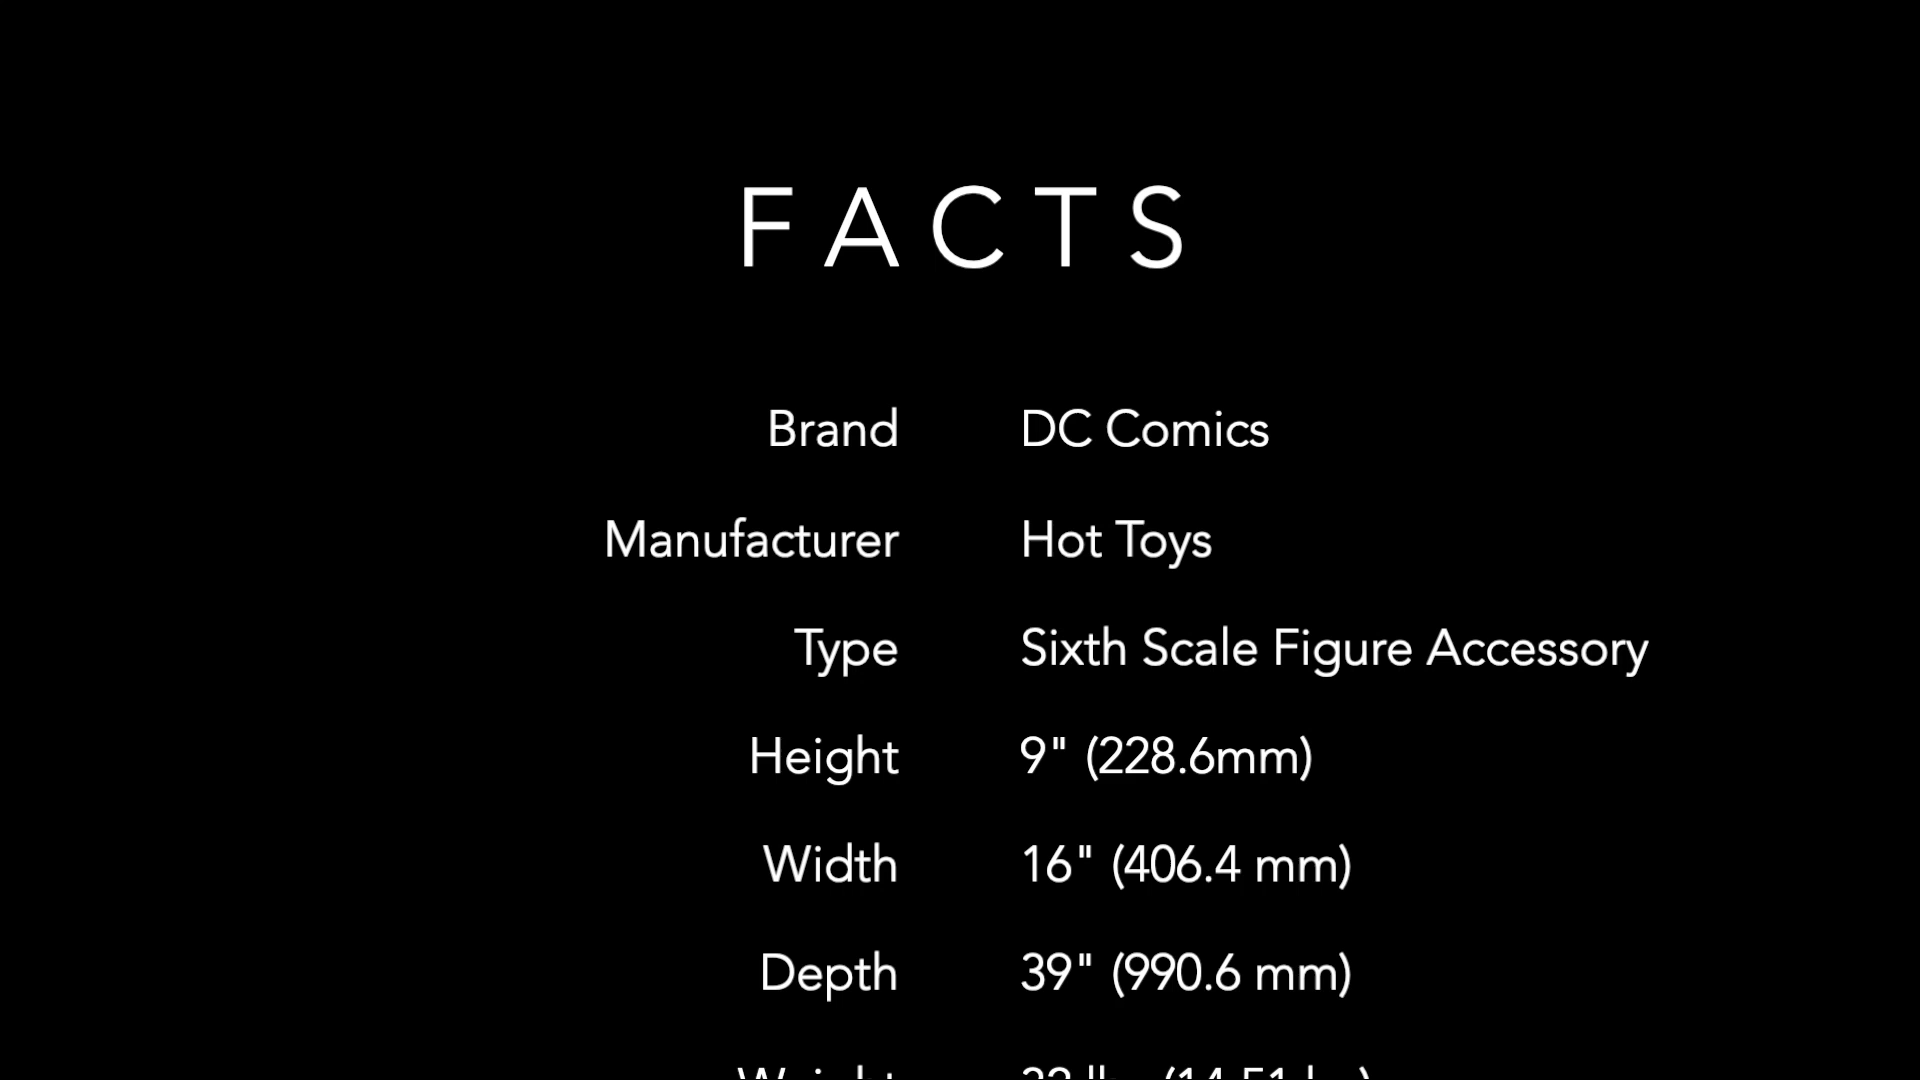 FACTS
Brand DC Comics
Manufacturer Hot Toys
Type Sixth Scale Figure Accessory
Height 9" (228.6mm)
Width 16" (406.4 mm)
Depth 39" (990.6 mm)